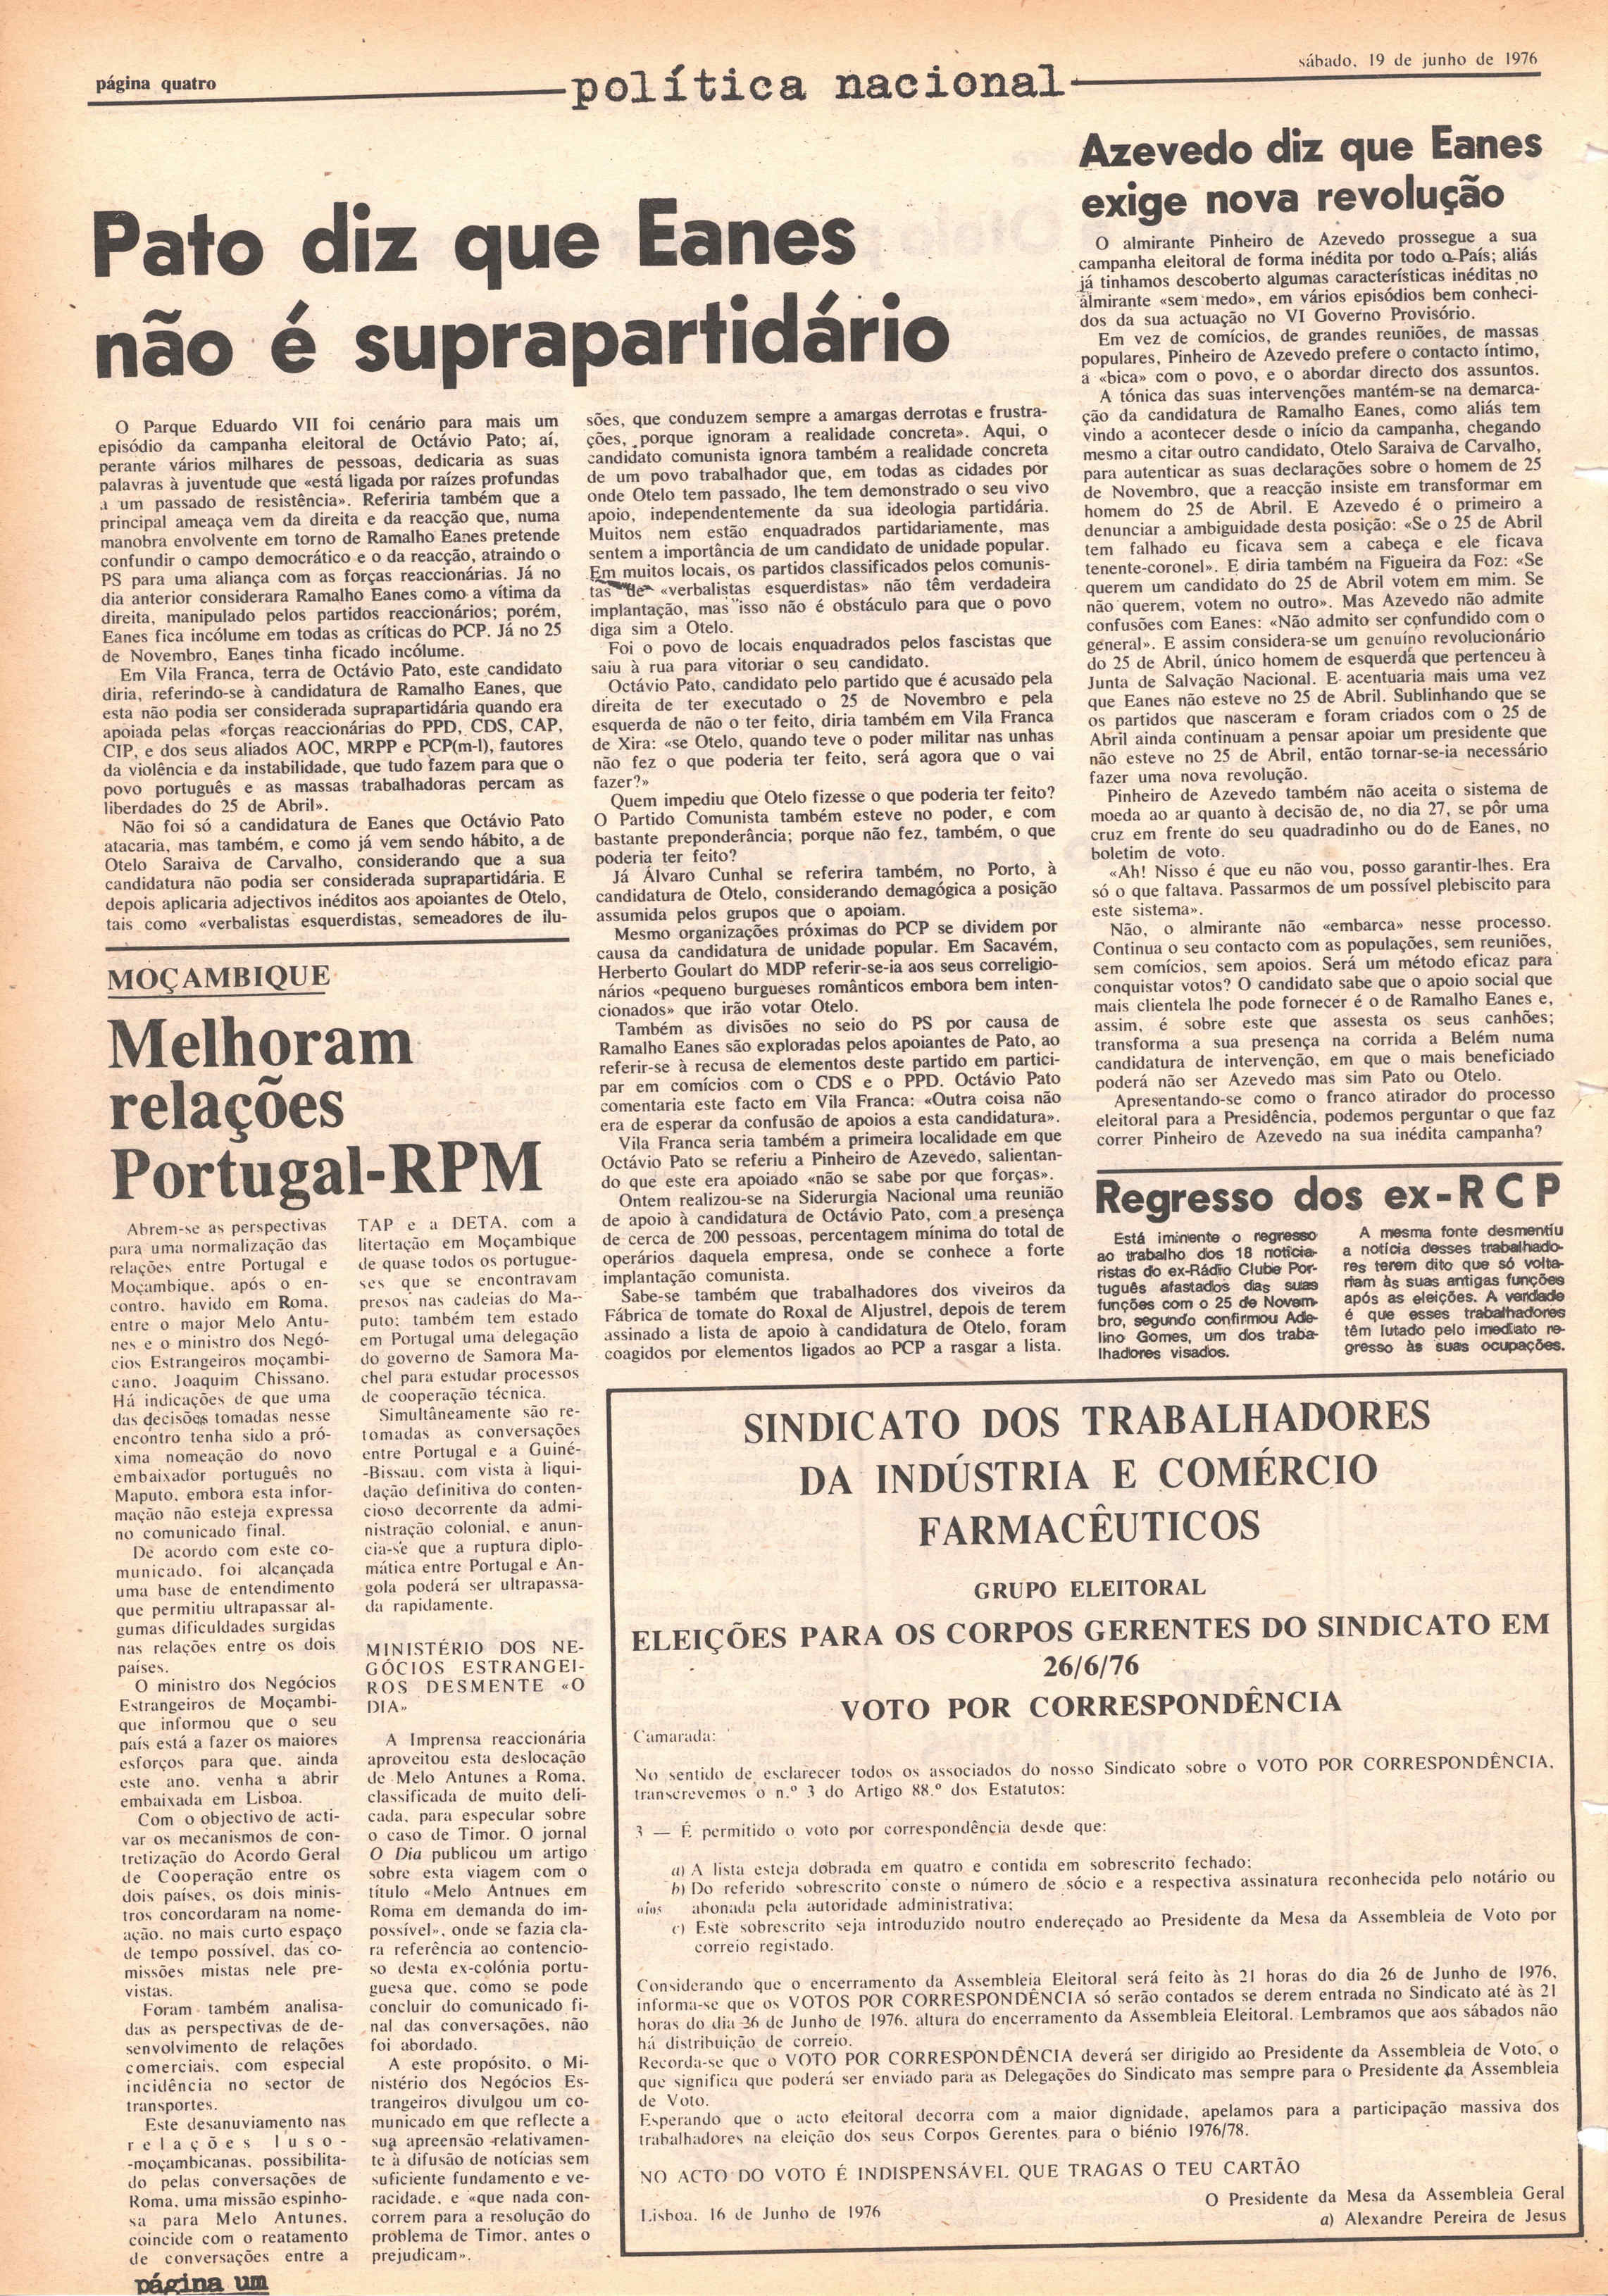 página quatro
política nacional
sábado, 19 de junho de 1976
Pato diz que Eanes
não é suprapartidário
O Parque Eduardo VII foi cenário para mais um
episódio da campanha eleitoral de Octávio Pato; aí,
perante vários milhares de pessoas, dedicaria as suas
palavras à juventude que «está ligada por raízes profundas
a um passado de resistência». Referiria também que a
principal ameaça vem da direita e da reacção que, numa
manobra envolvente em torno de Ramalho Eanes pretende
confundir o campo democrático e o da reacção, atraindo o
PS para uma aliança com as forças reaccionárias. Já no
dia anterior considerara Ramalho Eanes como a vítima da
direita, manipulado pelos partidos reaccionários; porém,
Eanes fica incólume em todas as críticas do PCP. Já no 25
de Novembro, Eanes tinha ficado incólume.
Em Vila Franca, terra de Octávio Pato, este candidato
diria, referindo-se à candidatura de Ramalho Eanes, que
esta não podia ser considerada suprapartidária quando era
apoiada pelas «forças reaccionárias do PPD, CDS, CAP,
CIP, e dos seus aliados AOC, MRPP e PCP(m-l), fautores
da violência e da instabilidade, que tudo fazem para que o
povo português e as massas trabalhadoras percam as
liberdades do 25 de Abril».
Não foi só a candidatura de Eanes que Octávio Pato
atacaria, mas também, e como já vem sendo hábito, a de
Otelo Saraiva de Carvalho, considerando que a sua
candidatura não podia ser considerada suprapartidária. E
depois aplicaria adjectivos inéditos aos apoiantes de Otelo,
tais como «verbalistas esquerdistas, semeadores de ilu-
sões, que conduzem sempre a amargas derrotas e frustra-
ções, porque ignoram a realidade concreta». Aqui, o
candidato comunista ignora também a realidade concreta
de um povo trabalhador que, em todas as cidades por
onde Otelo tem passado, lhe tem demonstrado o seu vivo
apoio, independentemente da sua ideologia partidária.
Muitos nem estão enquadrados partidariamente, mas
sentem a importância de um candidato de unidade popular.
Em muitos locais, os partidos classificados pelos comunis-
tas de «verbalistas esquerdistas» não têm verdadeira
implantação, mas isso não é obstáculo para que o povo
diga sim a Otelo.
Foi o povo de locais enquadrados pelos fascistas que
saiu à rua para vitoriar o seu candidato.
Octávio Pato, candidato pelo partido que é acusado pela
direita de ter executado o 25 de Novembro e pela
esquerda de não o ter feito, diria também em Vila Franca
de Xira: «se Otelo, quando teve o poder militar nas unhas
não fez o que poderia ter feito, será agora que o vai
fazer?»
Quem impediu que Otelo fizesse o que poderia ter feito?
O Partido Comunista também esteve no poder, e com
bastante preponderância; porque não fez, também, o que
poderia ter feito?
Já Álvaro Cunhal se referira também, no Porto, à
candidatura de Otelo, considerando demagógica a posição
assumida pelos grupos que o apoiam.
Mesmo organizações próximas do PCP se dividem por
causa da candidatura de unidade popular. Em Sacavém,
Herberto Goulart do MDP referir-se-ia aos seus correligio-
nários «pequeno burgueses românticos embora bem inten-
cionados» que irão votar Otelo.
Também as divisões no seio do PS por causa de
Ramalho Eanes são exploradas pelos apoiantes de Pato, ao
referir-se à recusa de elementos deste partido em partici-
par em comícios com o CDS e o PPD. Octávio Pato
comentaria este facto em Vila Franca: «Outra coisa não
era de esperar da confusão de apoios a esta candidatura».
Vila Franca seria também a primeira localidade em que
Octávio Pato se referiu a Pinheiro de Azevedo, salientan-
do que este era apoiado «não se sabe por que forças».
Ontem realizou-se na Siderurgia Nacional uma reunião
de apoio à candidatura de Octávio Pato, com a presença
de cerca de 200 pessoas, percentagem mínima do total de
operários daquela empresa, onde se conhece a forte
implantação comunista.
Sabe-se também que trabalhadores dos viveiros da
Fábrica de tomate do Roxal de Aljustrel, depois de terem
assinado a lista de apoio à candidatura de Otelo, foram
coagidos por elementos ligados ao PCP a rasgar a lista.
Azevedo diz que Eanes
exige nova revolução
O almirante Pinheiro de Azevedo prossegue a sua
campanha eleitoral de forma inédita por todo o País; aliás
já tinhamos descoberto algumas características inéditas no
almirante «sem medo», em vários episódios bem conheci-
dos da sua actuação no VI Governo Provisório.
Em vez de comícios, de grandes reuniões, de massas
populares, Pinheiro de Azevedo prefere o contacto íntimo,
a «bica» com o povo, e o abordar directo dos assuntos.
A tónica das suas intervenções mantém-se na demarca-
ção da candidatura de Ramalho Eanes, como aliás tem
vindo a acontecer desde o início da campanha, chegando
mesmo a citar outro candidato, Otelo Saraiva de Carvalho,
para autenticar as suas declarações sobre o homem de 25
de Novembro, que a reacção insiste em transformar em
homem do 25 de Abril. E Azevedo é o primeiro a
denunciar a ambiguidade desta posição: «Se o 25 de Abril
tem falhado eu ficava sem a cabeça e ele ficava
tenente-coronel». E diria também na Figueira da Foz: «Se
querem um candidato do 25 de Abril votem em mim. Se
não querem, votem no outro». Mas Azevedo não admite
confusões com Eanes: «Não admito ser confundido com o
general». E assim considera-se um genuíno revolucionário
do 25 de Abril, único homem de esquerda que pertenceu à
Junta de Salvação Nacional. E acentuaria mais uma vez
que Eanes não esteve no 25 de Abril. Sublinhando que se
os partidos que nasceram e foram criados com o 25 de
Abril ainda continuam a pensar apoiar um presidente que
não esteve no 25 de Abril, então tornar-se-ia necessário
fazer uma nova revolução.
Pinheiro de Azevedo também não aceita o sistema de
moeda ao ar quanto à decisão de, no dia 27, se pôr uma
cruz em frente do seu quadradinho ou do de Eanes, no
boletim de voto.
«Ah! Nisso é que eu não vou, posso garantir-lhes. Era
só o que faltava. Passarmos de um possível plebiscito para
este sistema».
Não, o almirante não «embarca» nesse processo.
Continua o seu contacto com as populações, sem reuniões,
sem comícios, sem apoios. Será um método eficaz para
conquistar votos? O candidato sabe que o apoio social que
mais clientela lhe pode fornecer é o de Ramalho Eanes e,
assim, é sobre este que assesta os seus canhões;
transforma a sua presença na corrida a Belém numa
candidatura de intervenção, em que o mais beneficiado
poderá não ser Azevedo mas sim Pato ou Otelo.
Apresentando-se como o franco atirador do processo
eleitoral para a Presidência, podemos perguntar o que faz
correr Pinheiro de Azevedo na sua inédita campanha?
Regresso dos ex-RCP
Está iminente o regresso
ao trabalho dos 18 noticia-
ristas do ex-Rádio Clube Por-
tuguês afastados das suas
funções com o 25 de Novem-
bro, segundo confirmou Ade-
lino Gomes, um dos traba-
lhadores visados.
A mesma fonte desmentiu
a notícia desses trabalhado-
res terem dito que só volta-
riam às suas antigas funções
após as eleições. A verdade
é que esses trabalhadores
têm lutado pelo imediato re-
gresso às suas ocupações.
MOÇAMBIQUE
Melhoram
relações
Portugal-RPM
Abrem-se as perspectivas
para uma normalização das
relações entre Portugal e
Moçambique, após o en-
contro, havido em Roma,
entre o major Melo Antu-
nes e o ministro dos Negó-
cios Estrangeiros moçambi-
cano, Joaquim Chissano.
Há indicações de que uma
das decisões tomadas nesse
encontro tenha sido a pró-
xima nomeação do novo
embaixador português no
Maputo, embora esta infor-
mação não esteja expressa
no comunicado final.
De acordo com este co-
municado, foi alcançada
uma base de entendimento
que permitiu ultrapassar al-
gumas dificuldades surgidas
nas relações entre os dois
países.
O ministro dos Negócios
Estrangeiros de Moçambi-
que informou que o seu
país está a fazer os maiores
esforços para que, ainda
este ano, venha a abrir
embaixada em Lisboa.
Com o objectivo de acti-
var os mecanismos de con-
tretização do Acordo Geral
de Cooperação entre os
dois países, os dois minis-
tros concordaram na nome-
ação, no mais curto espaço
de tempo possível, das co-
missões mistas nele pre-
vistas.
Foram também analisa-
das as perspectivas de de-
senvolvimento de relações
comerciais, com especial
incidência no sector de
transportes.
Este desanuviamento nas
relações luso-
-moçambicanas, possibilita-
do pelas conversações de
Roma, uma missão espinho-
sa para Melo Antunes,
coincide com o reatamento
de conversações entre a
TAP e a DETA, com a
litertação em Moçambique
de quase todos os portugue-
ses que se encontravam
presos nas cadeias do Ma-
puto; também tem estado
em Portugal uma delegação
do governo de Samora Ma-
chel para estudar processos
de cooperação técnica.
Simultâneamente são re-
tomadas as conversações
entre Portugal e a Guiné-
-Bissau, com vista à liqui-
dação definitiva do conten-
cioso decorrente da admi-
nistração colonial, e anun-
cia-se que a ruptura diplo-
mática entre Portugal e An-
gola poderá ser ultrapassa-
da rapidamente.
MINISTÉRIO DOS NE-
GÓCIOS ESTRANGEI-
ROS DESMENTE «O
DIA»
A Imprensa reaccionária
aproveitou esta deslocação
de Melo Antunes a Roma,
classificada de muito deli-
cada, para especular sobre
o caso de Timor. O jornal
O Dia publicou um artigo
sobre esta viagem com o
título «Melo Antnues em
Roma em demanda do im-
possível», onde se fazia cla-
ra referência ao contencio-
so desta ex-colónia portu-
guesa que, como se pode
concluir do comunicado fi-
nal das conversações, não
foi abordado.
A este propósito, o Mi-
nistério dos Negócios Es-
trangeiros divulgou um co-
municado em que reflecte a
sua apreensão relativamen-
te à difusão de notícias sem
suficiente fundamento e ve-
racidade, e «que nada con-
correm para a resolução do
problema de Timor, antes o
prejudicam».
SINDICATO DOS TRABALHADORES
DA INDÚSTRIA E COMÉRCIO
FARMACÊUTICOS
GRUPO ELEITORAL
ELEIÇÕES PARA OS CORPOS GERENTES DO SINDICATO EM
26/6/76
VOTO POR CORRESPONDÊNCIA
Camarada:
No sentido de esclarecer todos os associados do nosso Sindicato sobre o VOTO POR CORRESPONDÊNCIA,
transcrevemos o n.º 3 do Artigo 88.º dos Estatutos:
3 — É permitido o voto por correspondência desde que:
a) A lista esteja dobrada em quatro e contida em sobrescrito fechado;
b) Do referido sobrescrito conste o número de sócio e a respectiva assinatura reconhecida pelo notário ou
abonada pela autoridade administrativa;
c) Este sobrescrito seja introduzido noutro endereçado ao Presidente da Mesa da Assembleia de Voto por
correio registado.
Considerando que o encerramento da Assembleia Eleitoral será feito às 21 horas do dia 26 de Junho de 1976,
informa-se que os VOTOS POR CORRESPONDÊNCIA só serão contados se derem entrada no Sindicato até às 21
horas do dia 26 de Junho de 1976, altura do encerramento da Assembleia Eleitoral. Lembramos que aos sábados não
há distribuição de correio.
Recorda-se que o VOTO POR CORRESPONDÊNCIA deverá ser dirigido ao Presidente da Assembleia de Voto, o
que significa que poderá ser enviado para as Delegações do Sindicato mas sempre para o Presidente da Assembleia
de Voto.
Esperando que o acto eleitoral decorra com a maior dignidade, apelamos para a participação massiva dos
trabalhadores na eleição dos seus Corpos Gerentes para o biénio 1976/78.
NO ACTO DO VOTO É INDISPENSÁVEL QUE TRAGAS O TEU CARTÃO
Lisboa, 16 de Junho de 1976
O Presidente da Mesa da Assembleia Geral
a) Alexandre Pereira de Jesus
página um